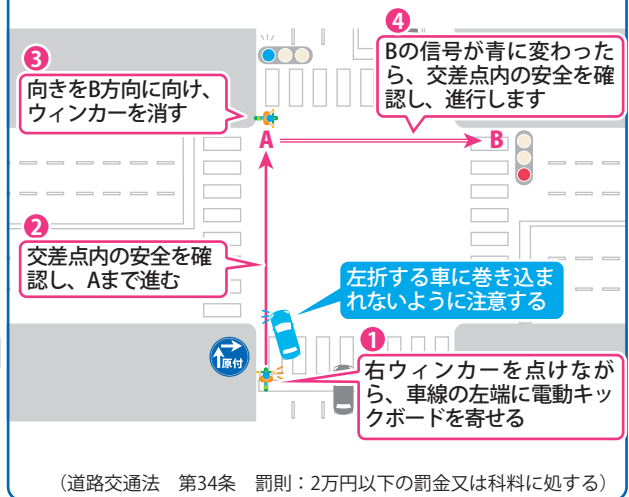 ❹
Bの信号が青に変わった
ら、交差点内の安全を確
認し、進行します
❸
向きをB方向に向け、
ウィンカーを消す
A
B
❷
交差点内の安全を確
認し、Aまで進む
左折する車に巻き込ま
れないように注意する
原付
❶
右ウィンカーを点けなが
ら、車線の左端に電動キッ
クボードを寄せる
（道路交通法　第34条　罰則：2万円以下の罰金又は科料に処する）